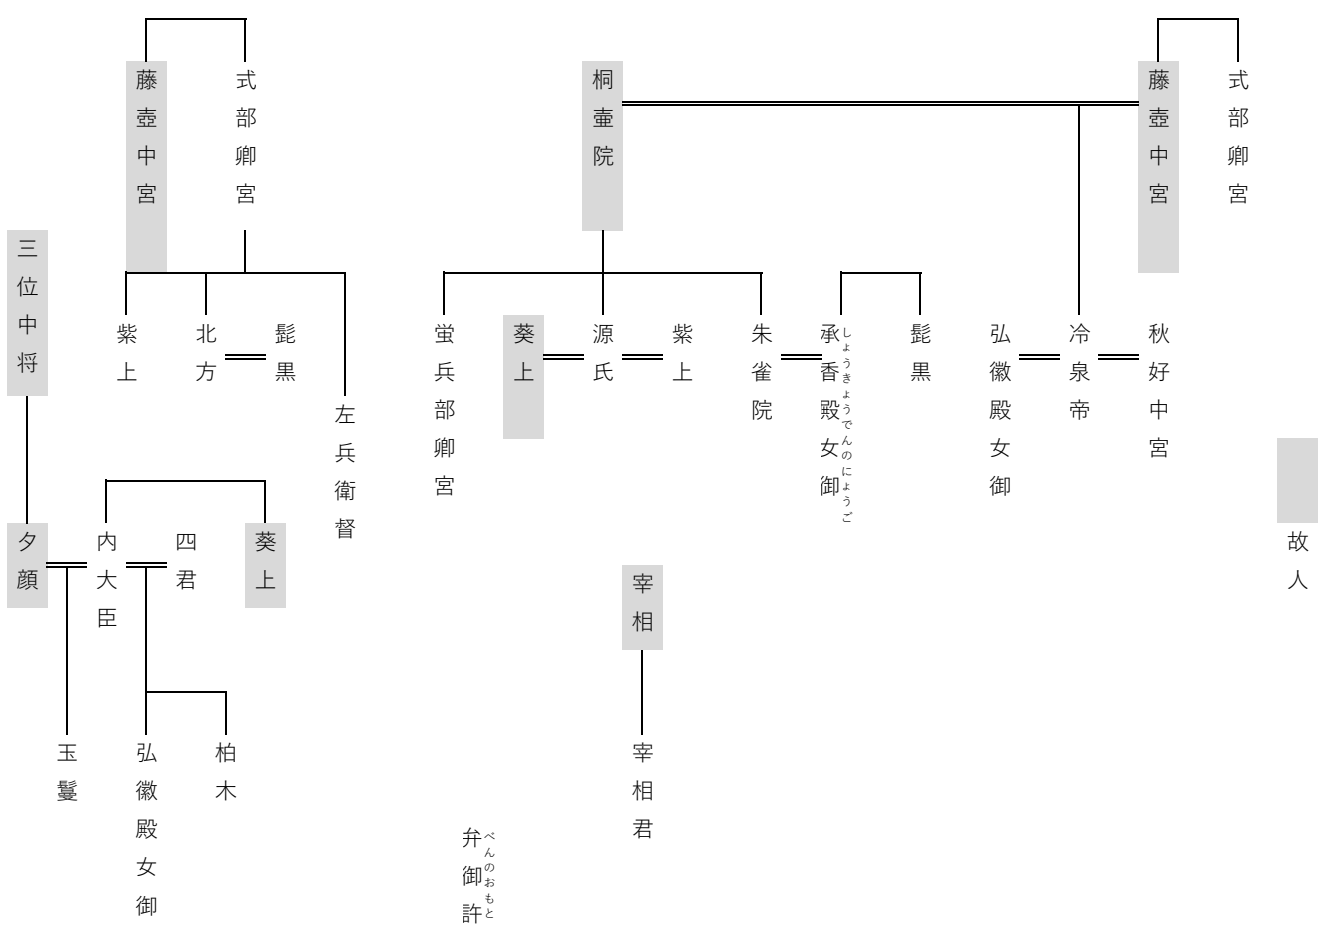 式部卿宮
藤壺中宮
桐壷院
式部卿宮
藤壺中宮
三位中将
秋好中宮
冷泉帝
弘徽殿女御
髭黒
承香殿女御
しょうきょうでんのにょうご
朱雀院
紫上
源氏
葵上
蛍兵部卿宮
左兵衛督
髭黒
北方
紫上
故人
葵上
四君
内大臣
夕顔
宰相
宰相君
柏木
弘徽殿女御
玉鬘
弁御許
べんのおもと